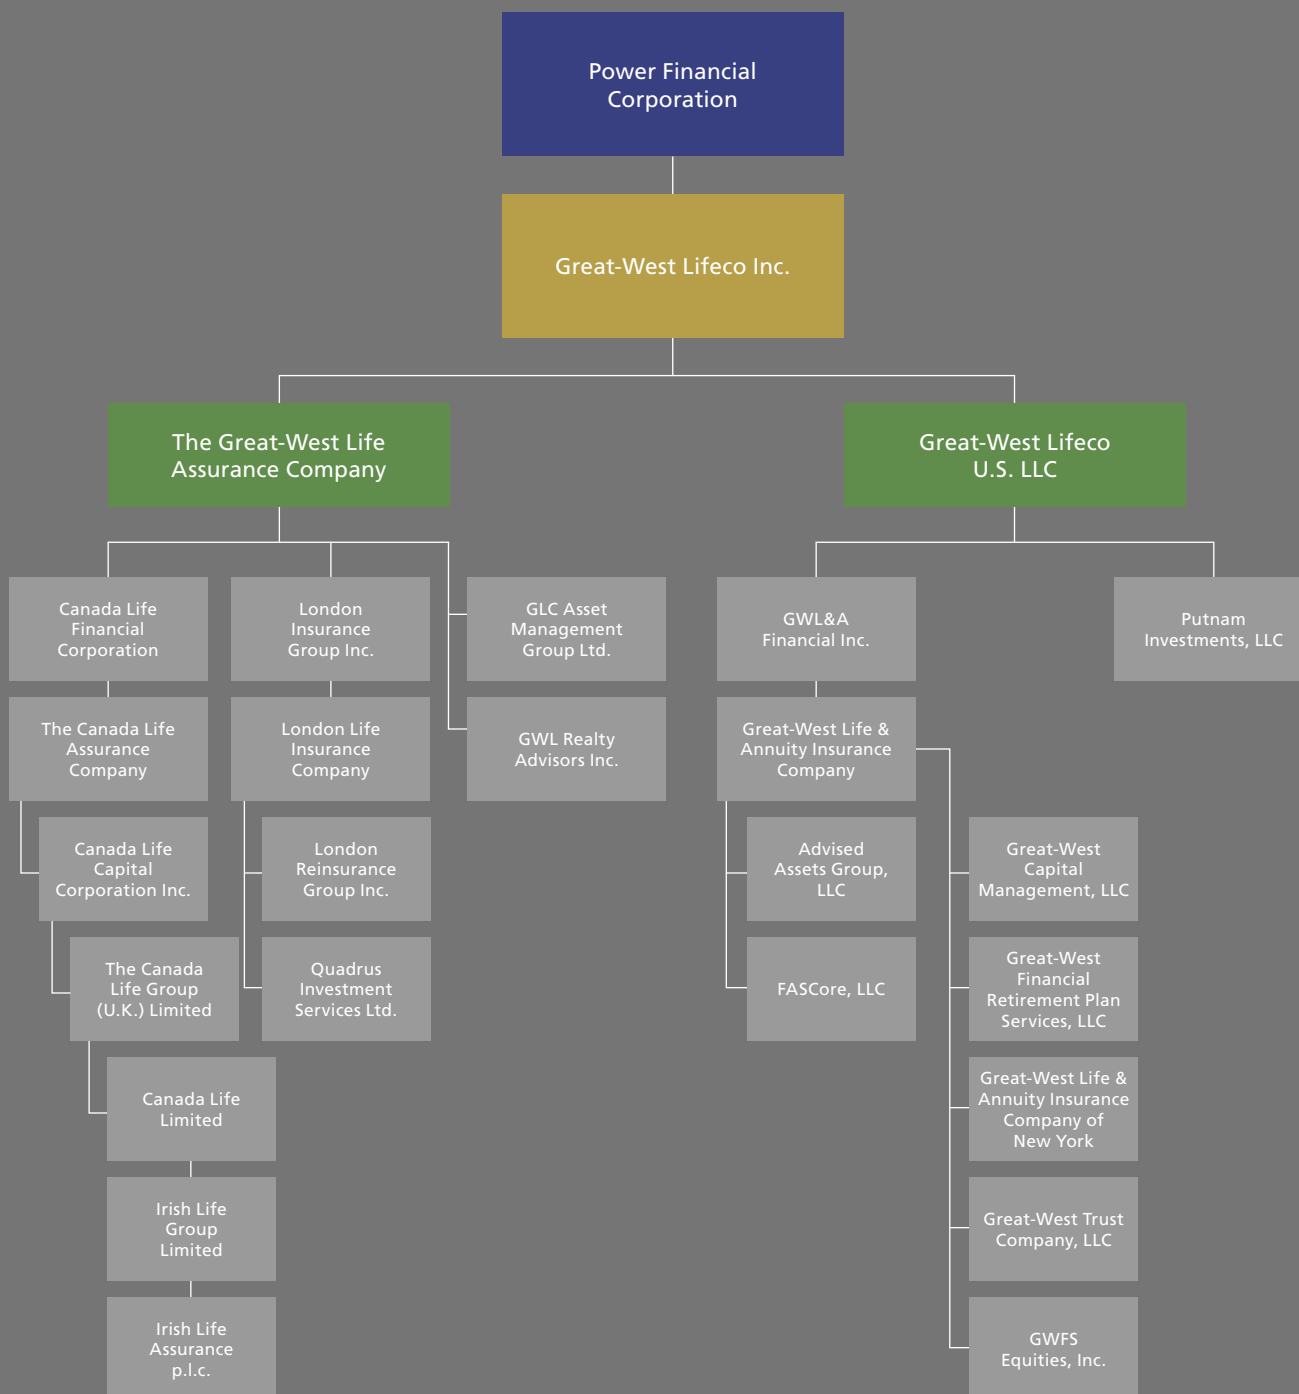 Power Financial
Corporation
Great-West Lifeco Inc.
The Great-West Life
Assurance Company
Great-West Lifeco
U.S. LLC
Canada Life
Financial
Corporation
London
Insurance
Group Inc.
GLC Asset
Management
Group Ltd.
GWL&A
Financial Inc.
Putnam
Investments, LLC
The Canada Life
Assurance
Company
London Life
Insurance
Company
GWL Realty
Advisors Inc.
Great-West Life &
Annuity Insurance
Company
Canada Life
Capital
Corporation Inc.
London
Reinsurance
Group Inc.
Advised
Assets Group,
LLC
Great-West
Capital
Management, LLC
The Canada
Life Group
(U.K.) Limited
Quadrus
Investment
Services Ltd.
FASCore, LLC
Great-West
Financial
Retirement Plan
Services, LLC
Canada Life
Limited
Great-West Life &
Annuity Insurance
Company of
New York
Irish Life
Group
Limited
Great-West Trust
Company, LLC
Irish Life
Assurance
p.l.c.
GWFS
Equities, Inc.